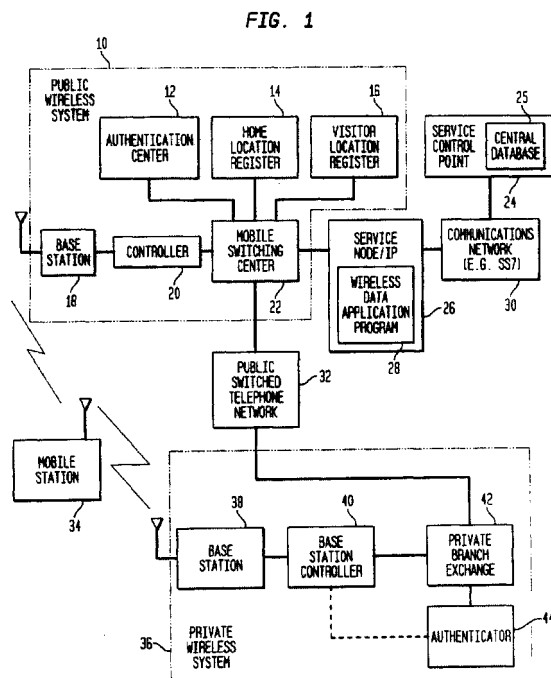 FIG. 1
10
PUBLIC
WIRELESS
SYSTEM
12
AUTHENTICATION
CENTER
14
HOME
LOCATION
REGISTER
16
VISITOR
LOCATION
REGISTER
25
SERVICE
CONTROL
POINT
CENTRAL
DATABASE
24
BASE
STATION
18
CONTROLLER
20
MOBILE
SWITCHING
CENTER
22
SERVICE
NODE/IP
WIRELESS
DATA
APPLICATION
PROGRAM
28
26
COMMUNICATIONS
NETWORK
(E.G. SS7)
30
PUBLIC
SWITCHED
TELEPHONE
NETWORK
32
MOBILE
STATION
34
38
BASE
STATION
40
BASE
STATION
CONTROLLER
42
PRIVATE
BRANCH
EXCHANGE
44
AUTHENTICATOR
36
PRIVATE
WIRELESS
SYSTEM